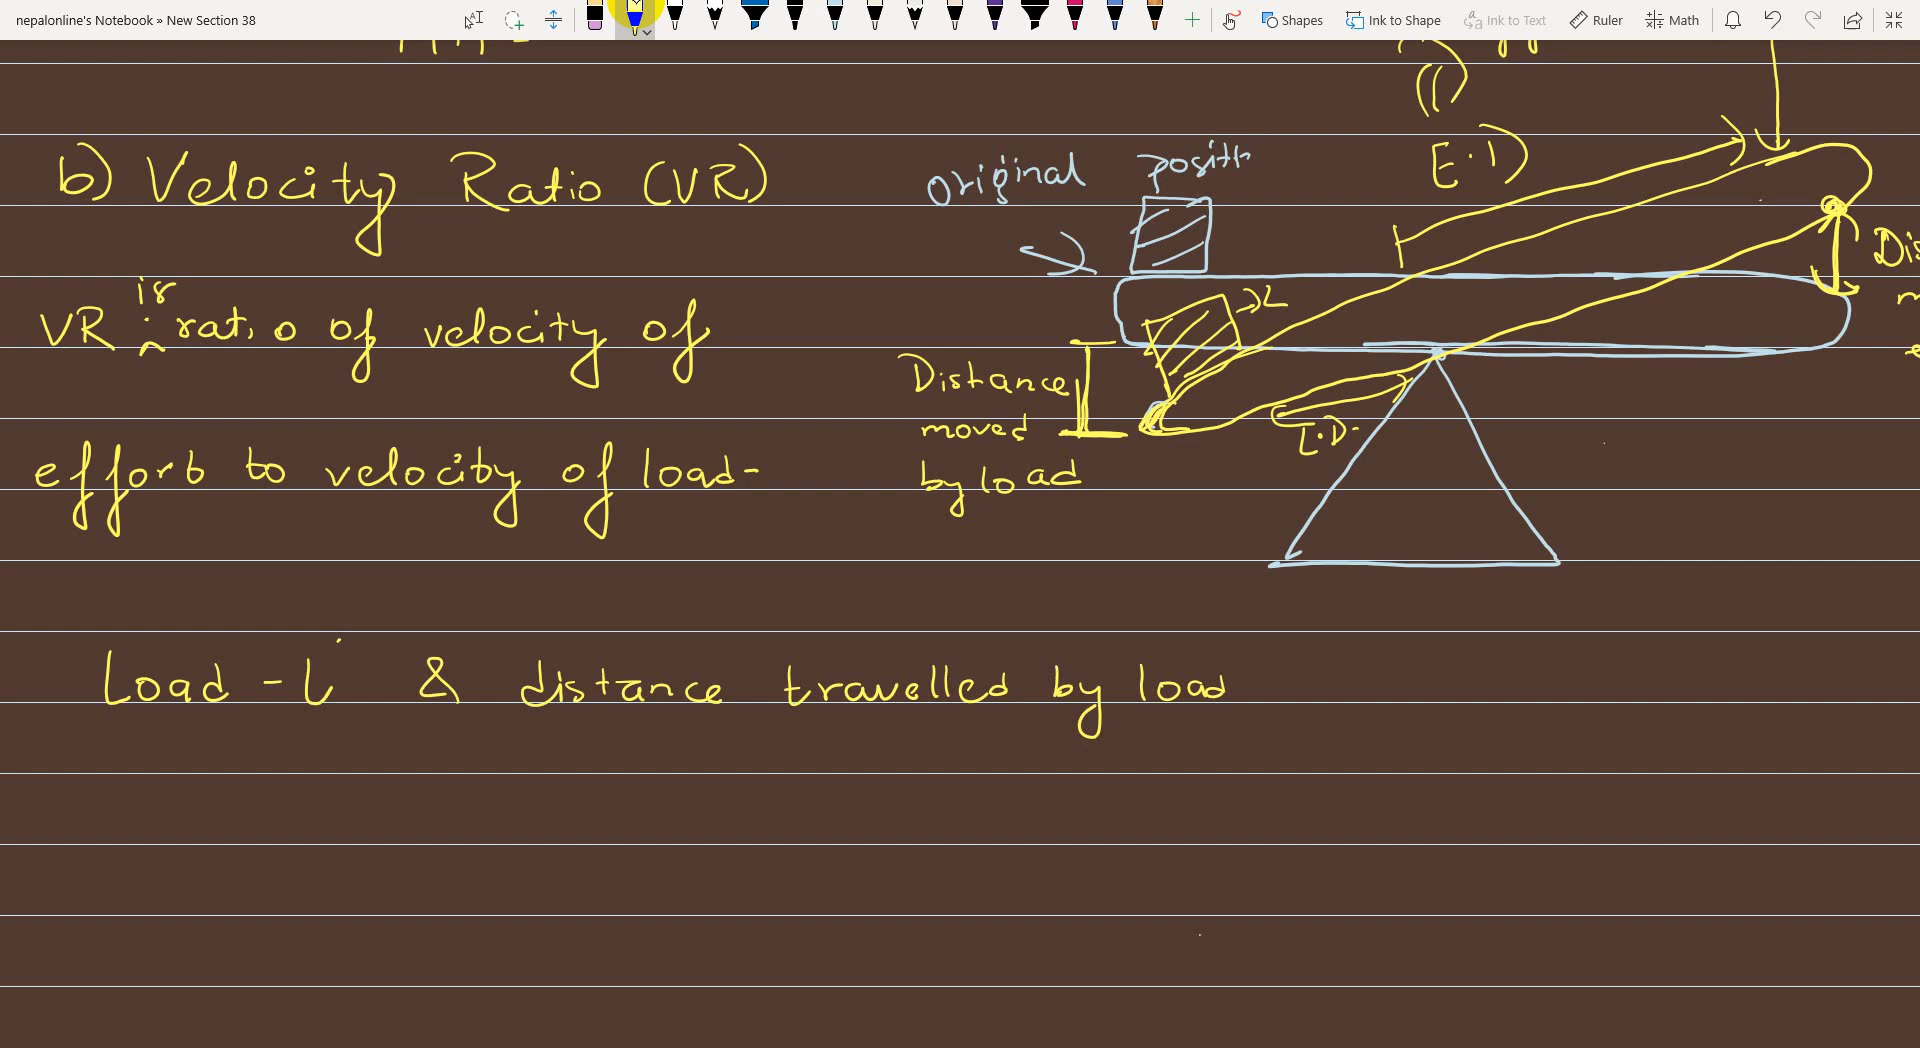 nepalonline's Notebook » New Section 38
Shapes
Ink to Shape
Ink to Text
Ruler
Math
b) Velocity Ratio (VR)
VR is ratio of velocity of
effort to velocity of load-
Load - L & distance travelled by load
original
E.D
L
Distance
moved
by load
L.D.
Dis
m
e